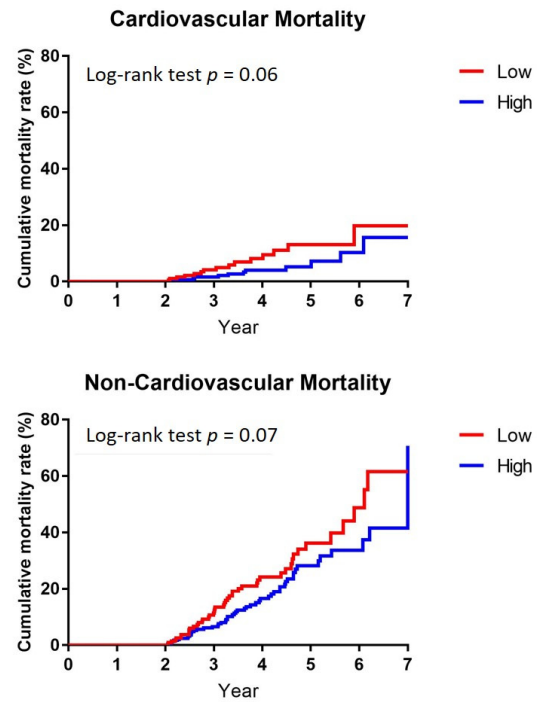 Cardiovascular Mortality
Cumulative mortality rate (%)
80
60
40
20
0
Log-rank test p = 0.06
Low
High
0 1 2 3 4 5 6 7
Year
Non-Cardiovascular Mortality
Cumulative mortality rate (%)
80
60
40
20
0
Log-rank test p = 0.07
Low
High
0 1 2 3 4 5 6 7
Year